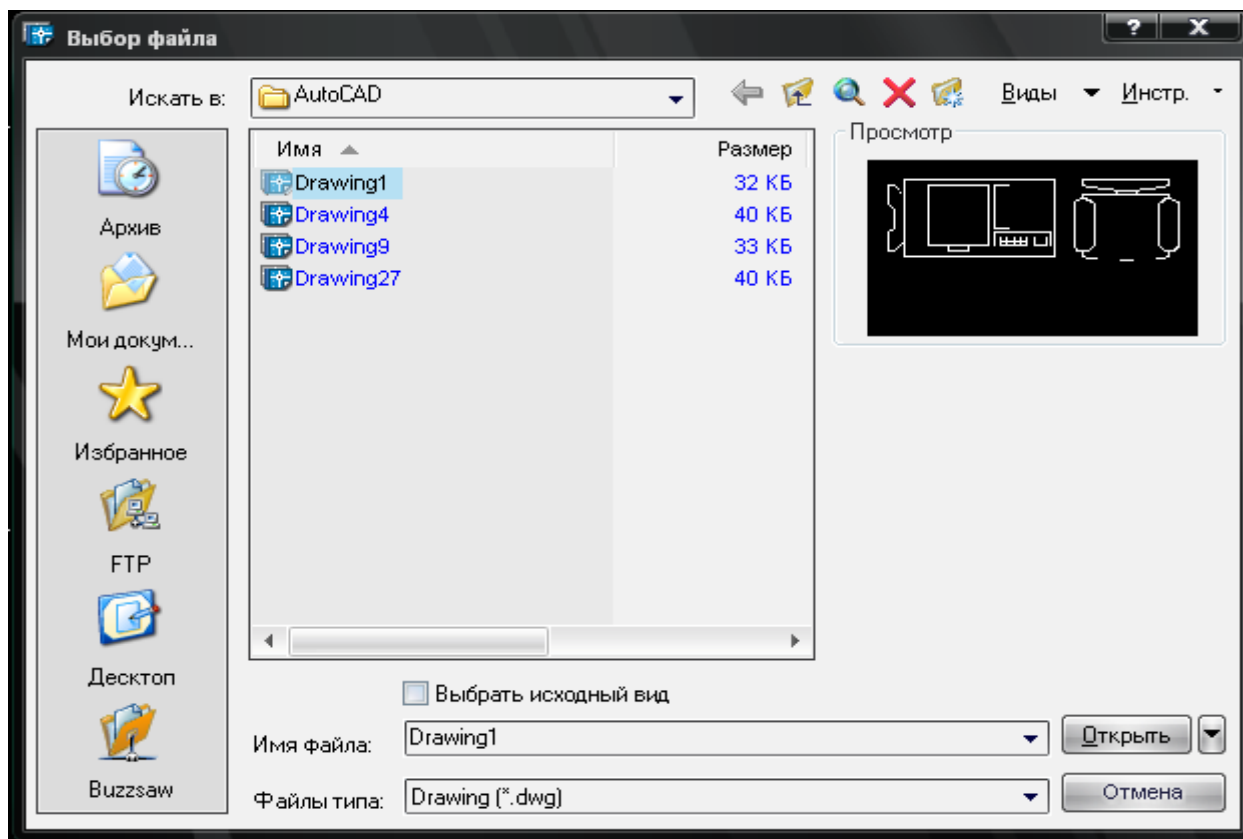 Выбор файла
? X
Искать в: AutoCAD Виды Инстр.
Имя Размер
Drawing1 32 КБ
Drawing4 40 КБ
Drawing9 33 КБ
Drawing27 40 КБ
Просмотр
Архив
Мои докум...
Избранное
FTP
Десктоп
Buzzsaw
Выбрать исходный вид
Имя файла: Drawing1 Открыть
Файлы типа: Drawing (*.dwg) Отмена